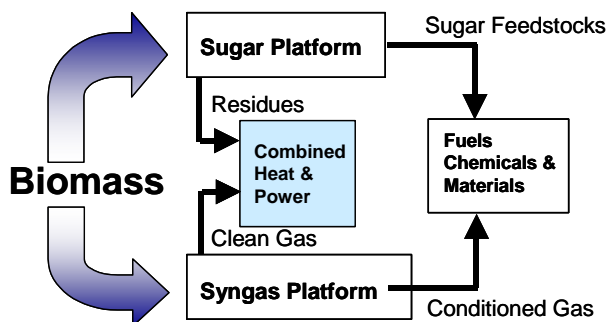 Sugar Platform
Sugar Feedstocks
Residues
Combined
Heat &
Power
Fuels
Chemicals &
Materials
Biomass
Clean Gas
Syngas Platform
Conditioned Gas